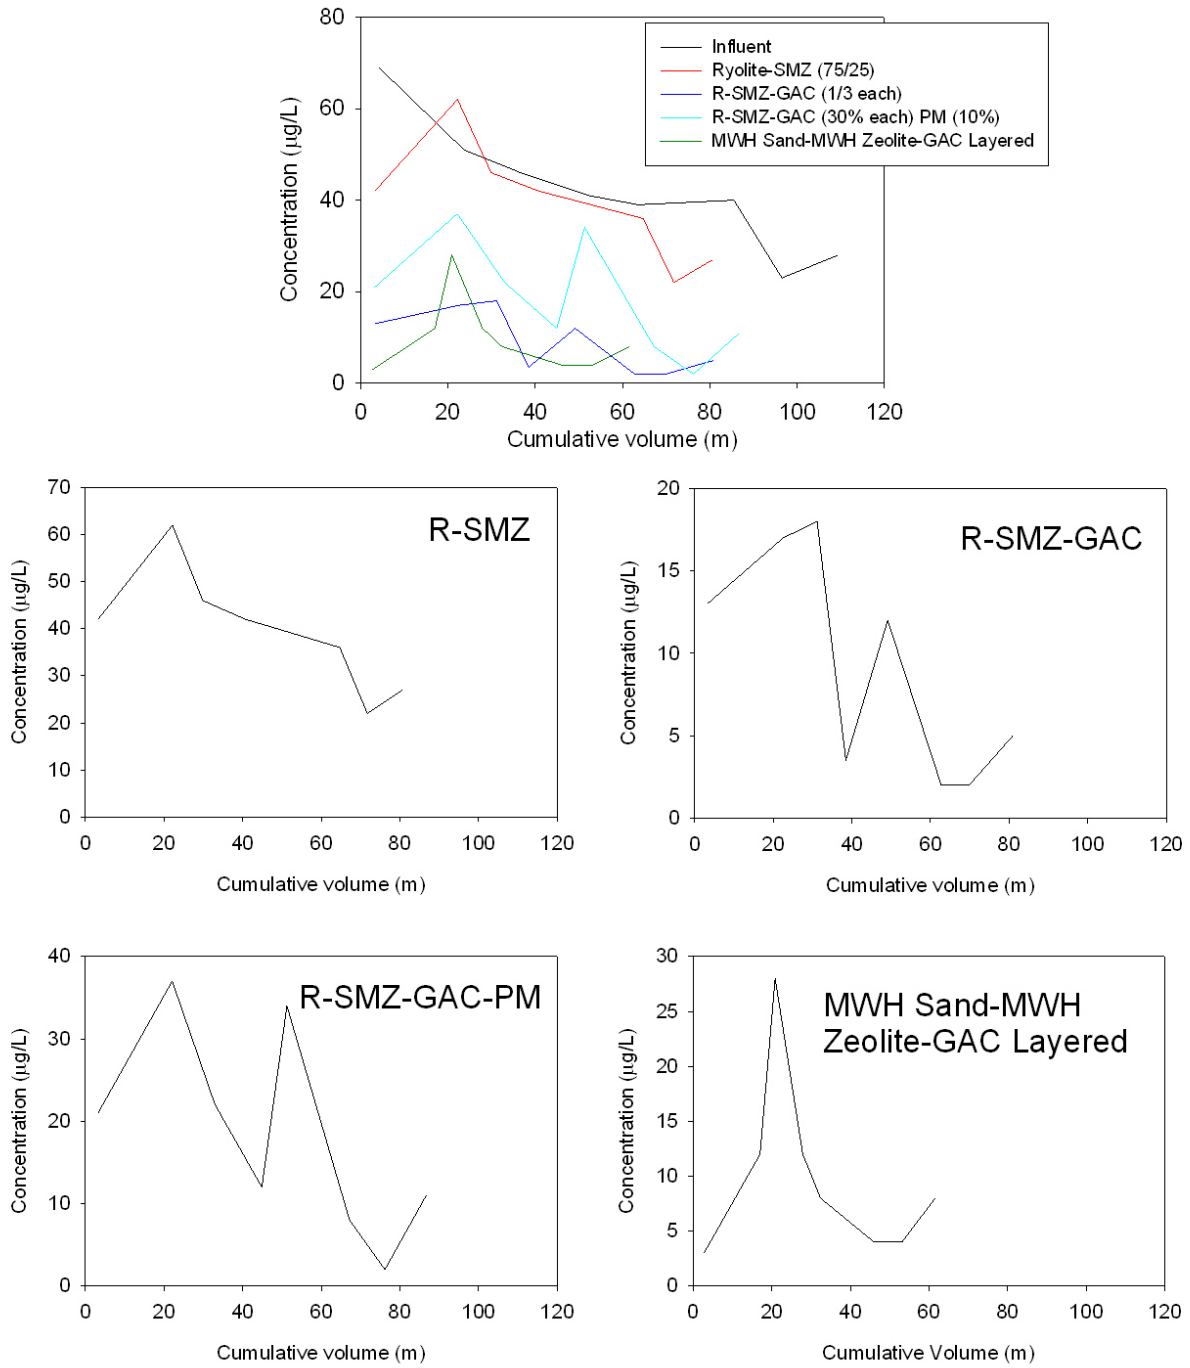 80
60
40
20
0
Concentration (μg/L)
0 20 40 60 80 100 120
Cumulative volume (m)
Influent
Ryolite-SMZ (75/25)
R-SMZ-GAC (1/3 each)
R-SMZ-GAC (30% each) PM (10%)
MWH Sand-MWH Zeolite-GAC Layered
70
60
50
40
30
20
10
0
Concentration (μg/L)
R-SMZ
0 20 40 60 80 100 120
Cumulative volume (m)
20
15
10
5
0
Concentration (μg/L)
R-SMZ-GAC
0 20 40 60 80 100 120
Cumulative volume (m)
40
30
20
10
0
Concentration (μg/L)
R-SMZ-GAC-PM
0 20 40 60 80 100 120
Cumulative volume (m)
30
25
20
15
10
5
0
Concentration (μg/L)
MWH Sand-MWH
Zeolite-GAC Layered
0 20 40 60 80 100 120
Cumulative Volume (m)